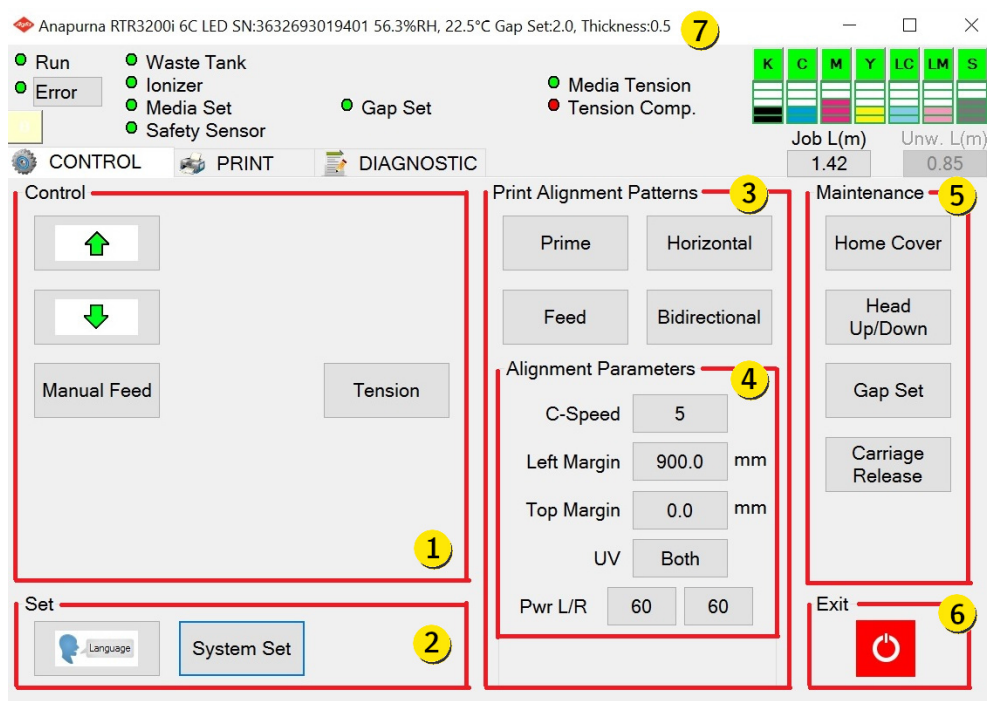 Anapurna RTR3200i 6C LED SN:3632693019401 56.3%RH, 22.5°C Gap Set:2.0, Thickness:0.5
7
Run
Waste Tank
Error
Ionizer
Media Set
Safety Sensor
Gap Set
Media Tension
Tension Comp.
K C M Y LC LM S
Job L(m) Unw. L(m)
1.42 0.85
CONTROL PRINT DIAGNOSTIC
Control
Manual Feed
Tension
1
Set
Language
System Set
2
Print Alignment Patterns
3
Prime Horizontal
Feed Bidirectional
Alignment Parameters
4
C-Speed 5
Left Margin 900.0 mm
Top Margin 0.0 mm
UV Both
Pwr L/R 60 60
Maintenance
5
Home Cover
Head
Up/Down
Gap Set
Carriage
Release
Exit
6